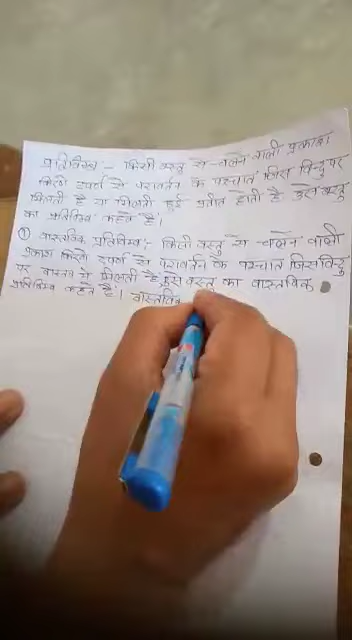 प्रतिबिम्ब :- किसी वस्तु से चलने वाली प्रकाश
किरणें दर्पण से परावर्तन के पश्चात जिस बिन्दु पर
मिलती है या मिलती हुई प्रतीत होती है उसे वस्तु
का प्रतिबिम्ब कहते है।
① वास्तविक प्रतिबिम्ब :- किसी वस्तु से चलने वाली
प्रकाश किरणें दर्पण से परावर्तन के पश्चात जिस बिन्दु
पर वास्तव में मिलती है उसे वस्तु का वास्तविक
प्रतिबिम्ब कहते है। वास्तविक